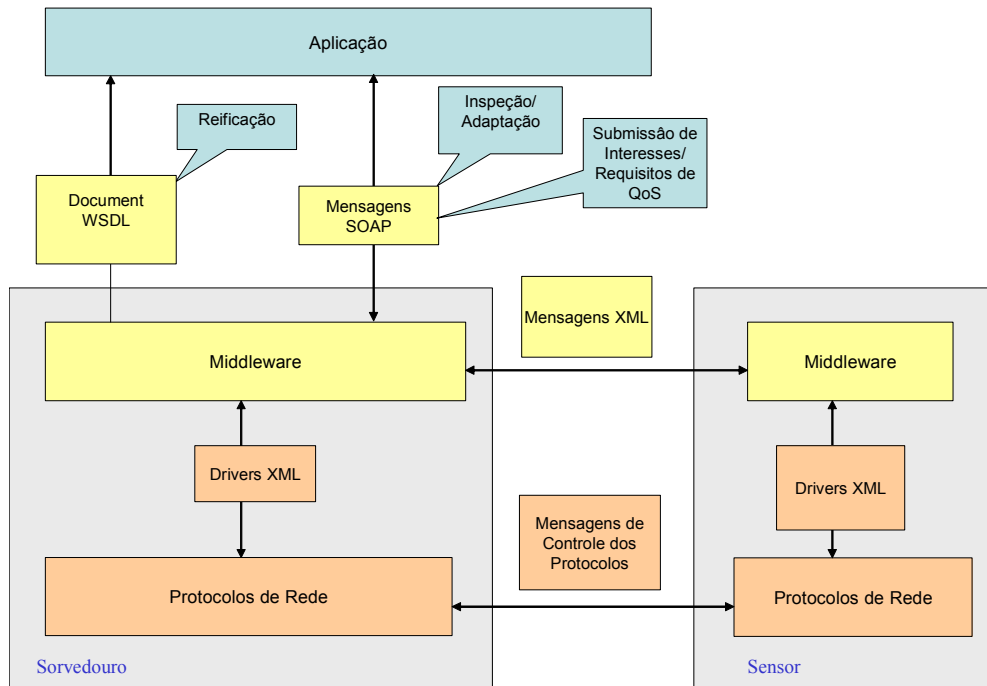 Aplicação
Reificação
Inspeção/
Adaptação
Submissâo de
Interesses/
Requisitos de
QoS
Document
WSDL
Mensagens
SOAP
Mensagens XML
Middleware
Middleware
Drivers XML
Drivers XML
Mensagens de
Controle dos
Protocolos
Protocolos de Rede
Protocolos de Rede
Sorvedouro
Sensor